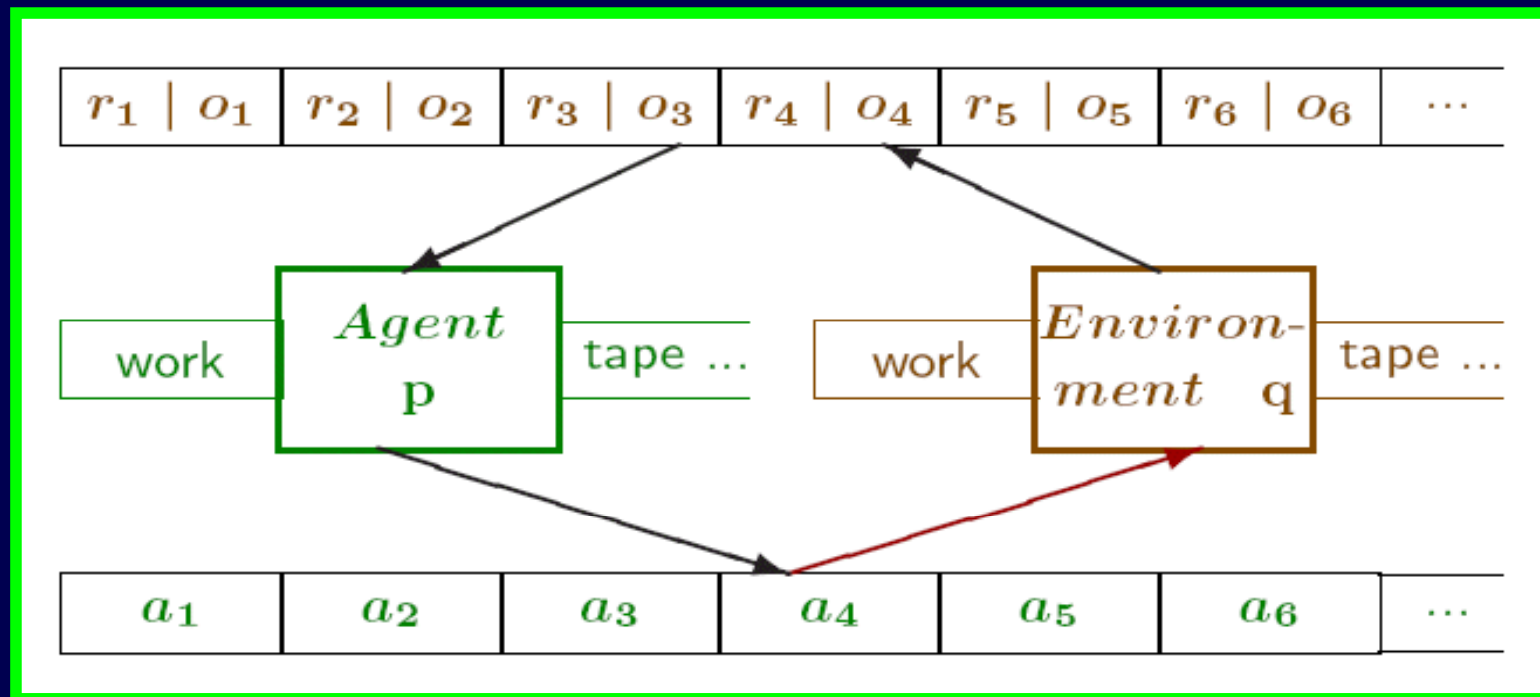 r₁ | o₁ r₂ | o₂ r₃ | o₃ r₄ | o₄ r₅ | o₅ r₆ | o₆ ...
work Agent p tape ...
work Environ- ment q tape ...
a₁ a₂ a₃ a₄ a₅ a₆ ...